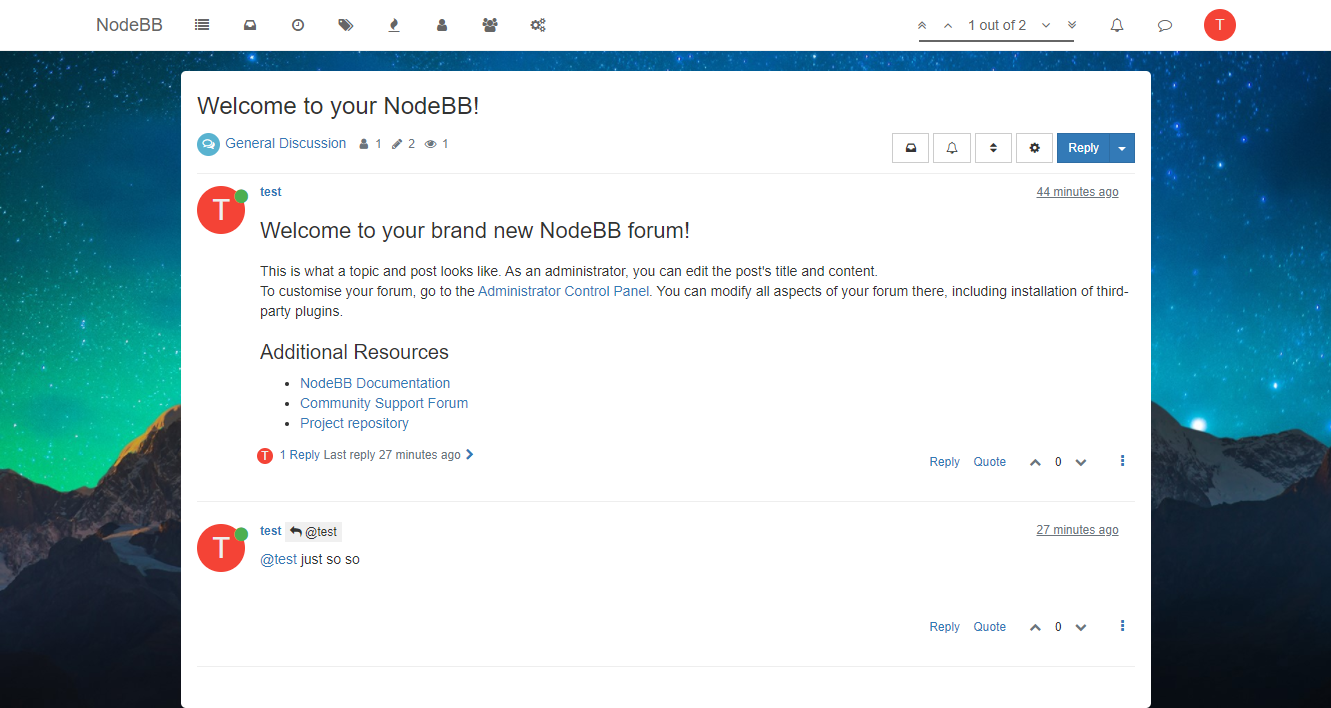 NodeBB
1 out of 2
T
Welcome to your NodeBB!
General Discussion 1 2 1
Reply
T
test
44 minutes ago
Welcome to your brand new NodeBB forum!
This is what a topic and post looks like. As an administrator, you can edit the post's title and content.
To customise your forum, go to the Administrator Control Panel. You can modify all aspects of your forum there, including installation of third-
party plugins.
Additional Resources
NodeBB Documentation
Community Support Forum
Project repository
T 1 Reply Last reply 27 minutes ago
Reply Quote 0
T
test @test
27 minutes ago
@test just so so
Reply Quote 0